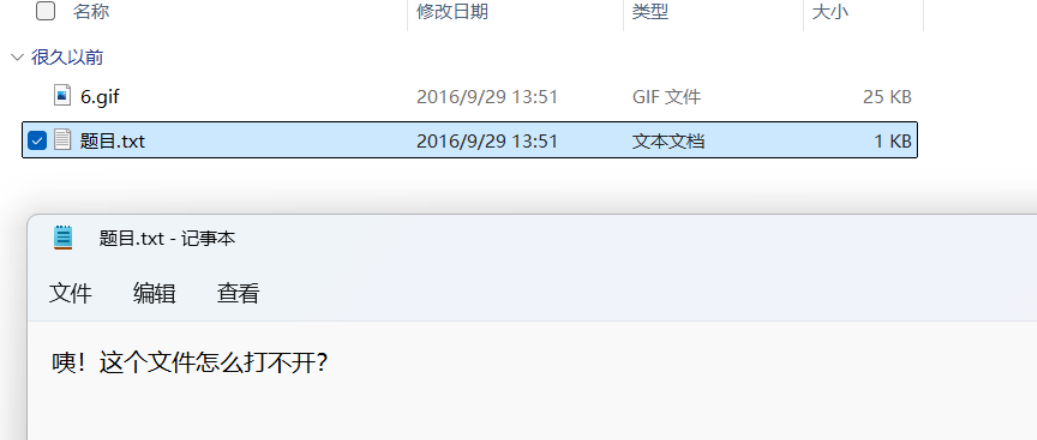 名称 修改日期 类型 大小
很久以前
6.gif 2016/9/29 13:51 GIF 文件 25 KB
题目.txt 2016/9/29 13:51 文本文档 1 KB
题目.txt - 记事本
文件 编辑 查看
咦！这个文件怎么打不开?